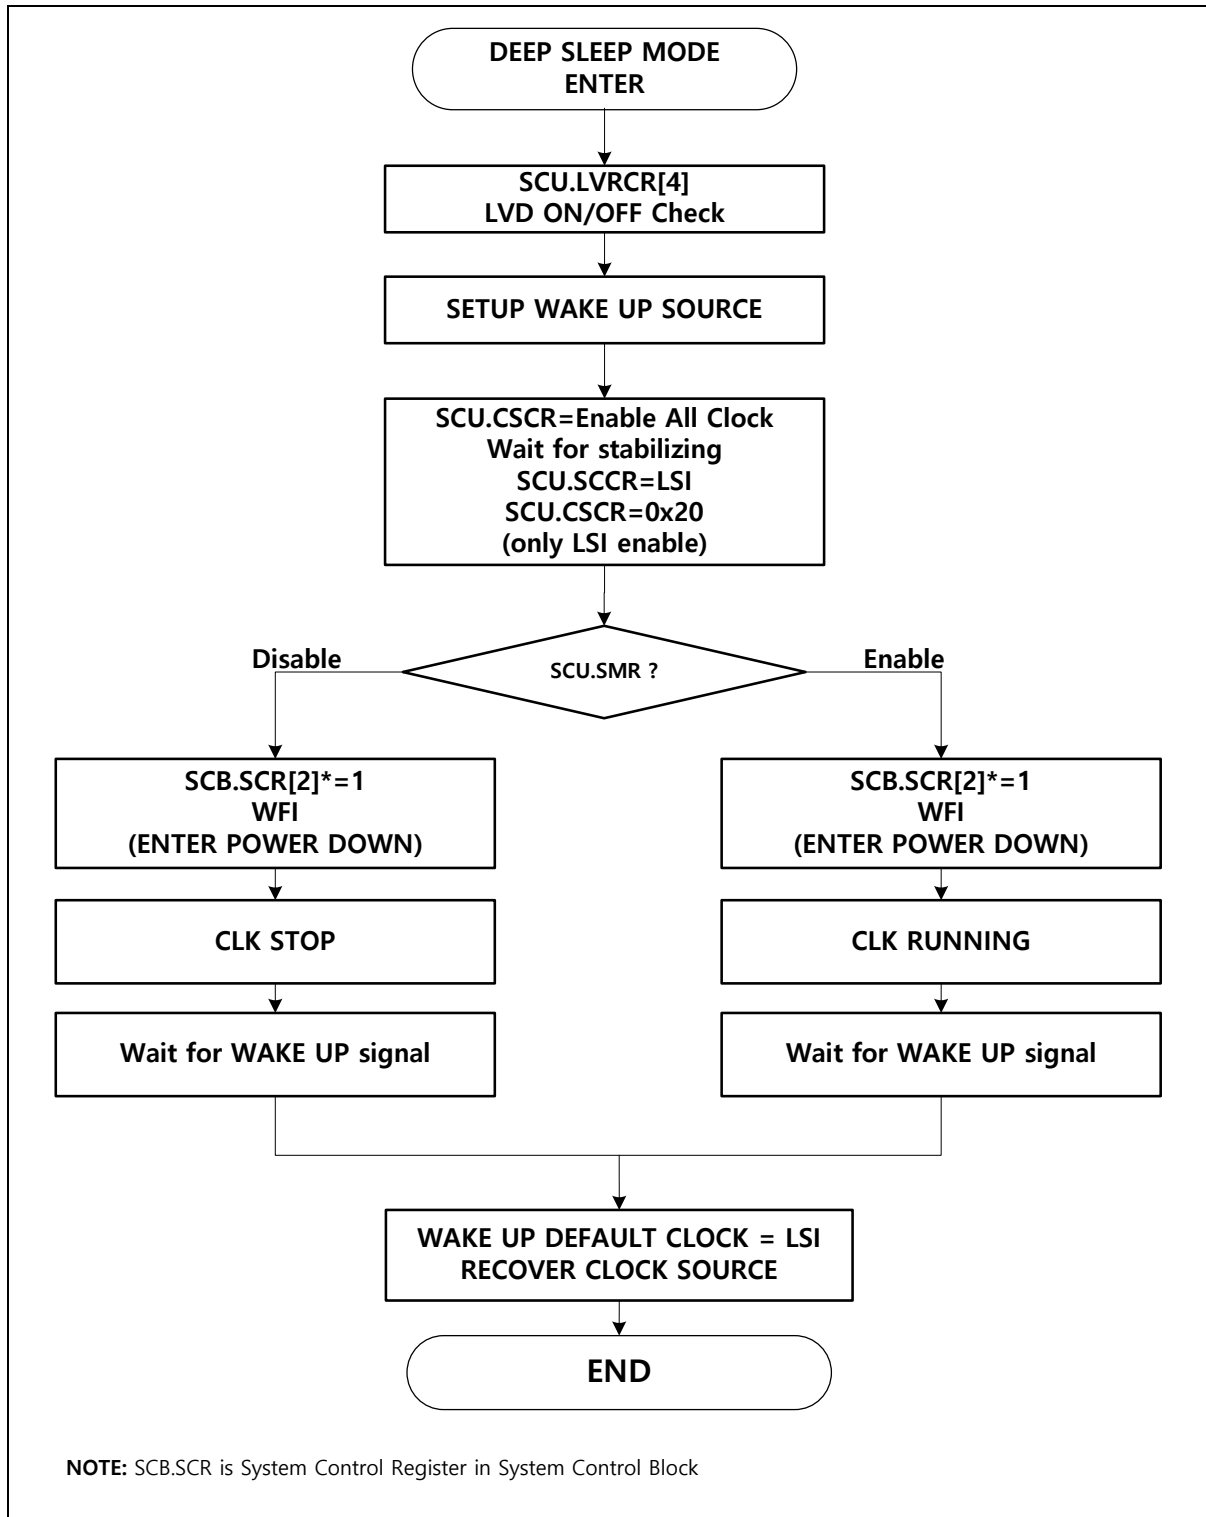 DEEP SLEEP MODE
ENTER
SCU.LVRCR[4]
LVD ON/OFF Check
SETUP WAKE UP SOURCE
SCU.CSCR=Enable All Clock
Wait for stabilizing
SCU.SCCR=LSI
SCU.CSCR=0x20
(only LSI enable)
SCU.SMR ?
Disable
Enable
SCB.SCR[2]*=1
WFI
(ENTER POWER DOWN)
CLK STOP
Wait for WAKE UP signal
SCB.SCR[2]*=1
WFI
(ENTER POWER DOWN)
CLK RUNNING
Wait for WAKE UP signal
WAKE UP DEFAULT CLOCK = LSI
RECOVER CLOCK SOURCE
END
NOTE: SCB.SCR is System Control Register in System Control Block